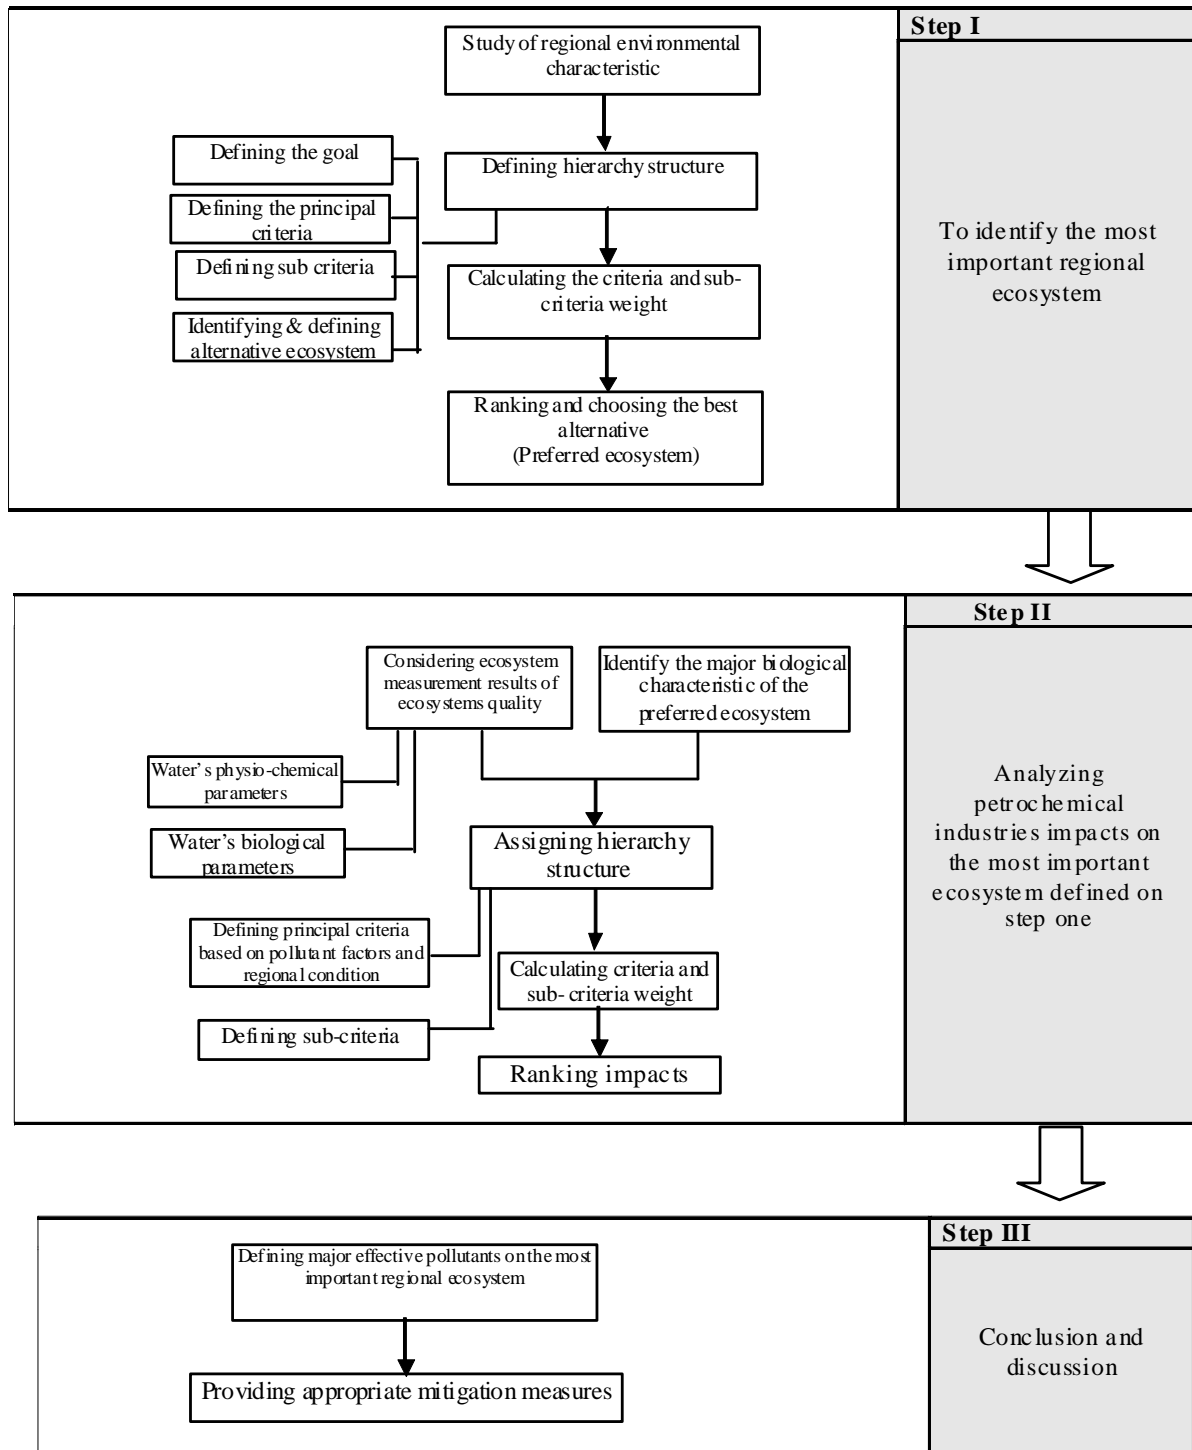 Step I
Study of regional environmental
characteristic
Defining the goal
Defining hierarchy structure
Defining the principal
criteria
Defining sub criteria
Calculating the criteria and sub-
criteria weight
Identifying & defining
alternative ecosystem
Ranking and choosing the best
alternative
(Preferred ecosystem)
To identify the most
important regional
ecosystem
Step II
Considering ecosystem
measurement results of
ecosystems quality
Identify the major biological
characteristic of the
preferred ecosystem
Water’s physio-chemical
parameters
Water’s biological
parameters
Assigning hierarchy
structure
Defining principal criteria
based on pollutant factors and
regional condition
Calculating criteria and
sub- criteria weight
Defining sub-criteria
Ranking impacts
Analyzing
petrochemical
industries impacts on
the most important
ecosystem defined on
step one
Step III
Defining major effective pollutants on the most
important regional ecosystem
Providing appropriate mitigation measures
Conclusion and
discussion